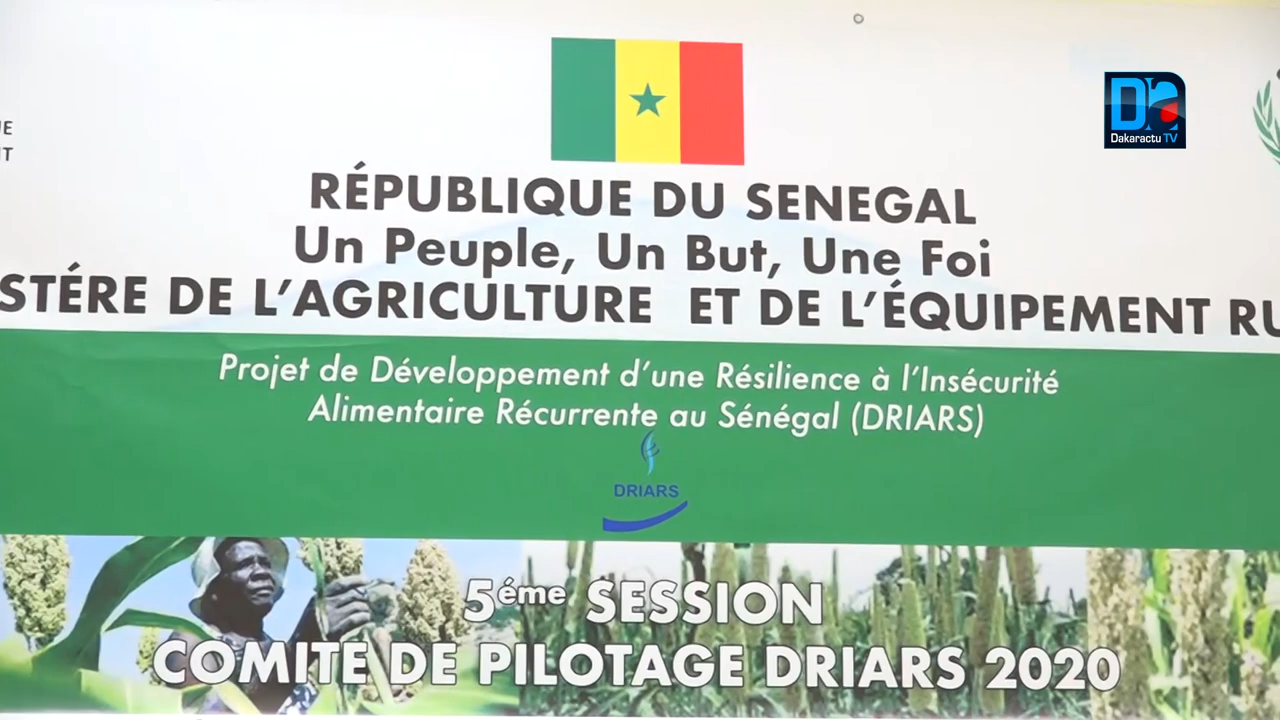 Dakaractu TV
RÉPUBLIQUE DU SENEGAL
Un Peuple, Un But, Une Foi
STÉRE DE L'AGRICULTURE ET DE L'ÉQUIPEMENT RU
Projet de Développement d'une Résilience à l'Insécurité
Alimentaire Récurrente au Sénégal (DRIARS)
DRIARS
5éme SESSION
COMITE DE PILOTAGE DRIARS 2020